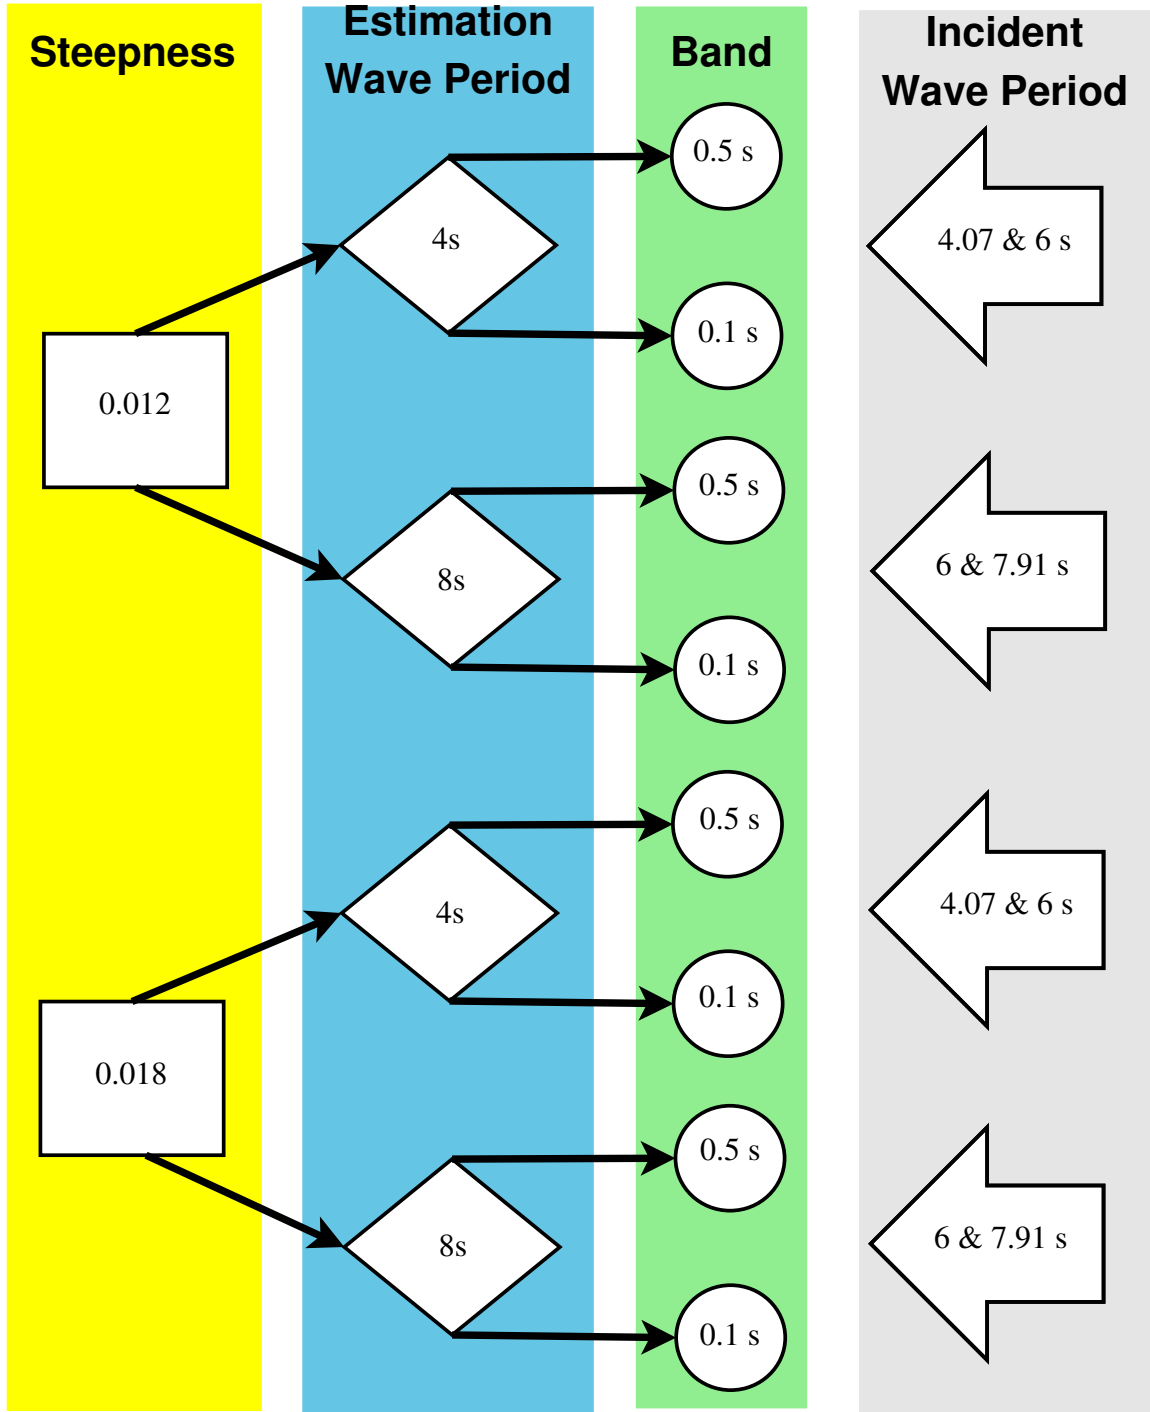 Steepness
Estimation
Wave Period
Band
Incident
Wave Period
0.012
4s
0.5 s
0.1 s
4.07 & 6 s
8s
0.5 s
0.1 s
6 & 7.91 s
0.018
4s
0.5 s
0.1 s
4.07 & 6 s
8s
0.5 s
0.1 s
6 & 7.91 s